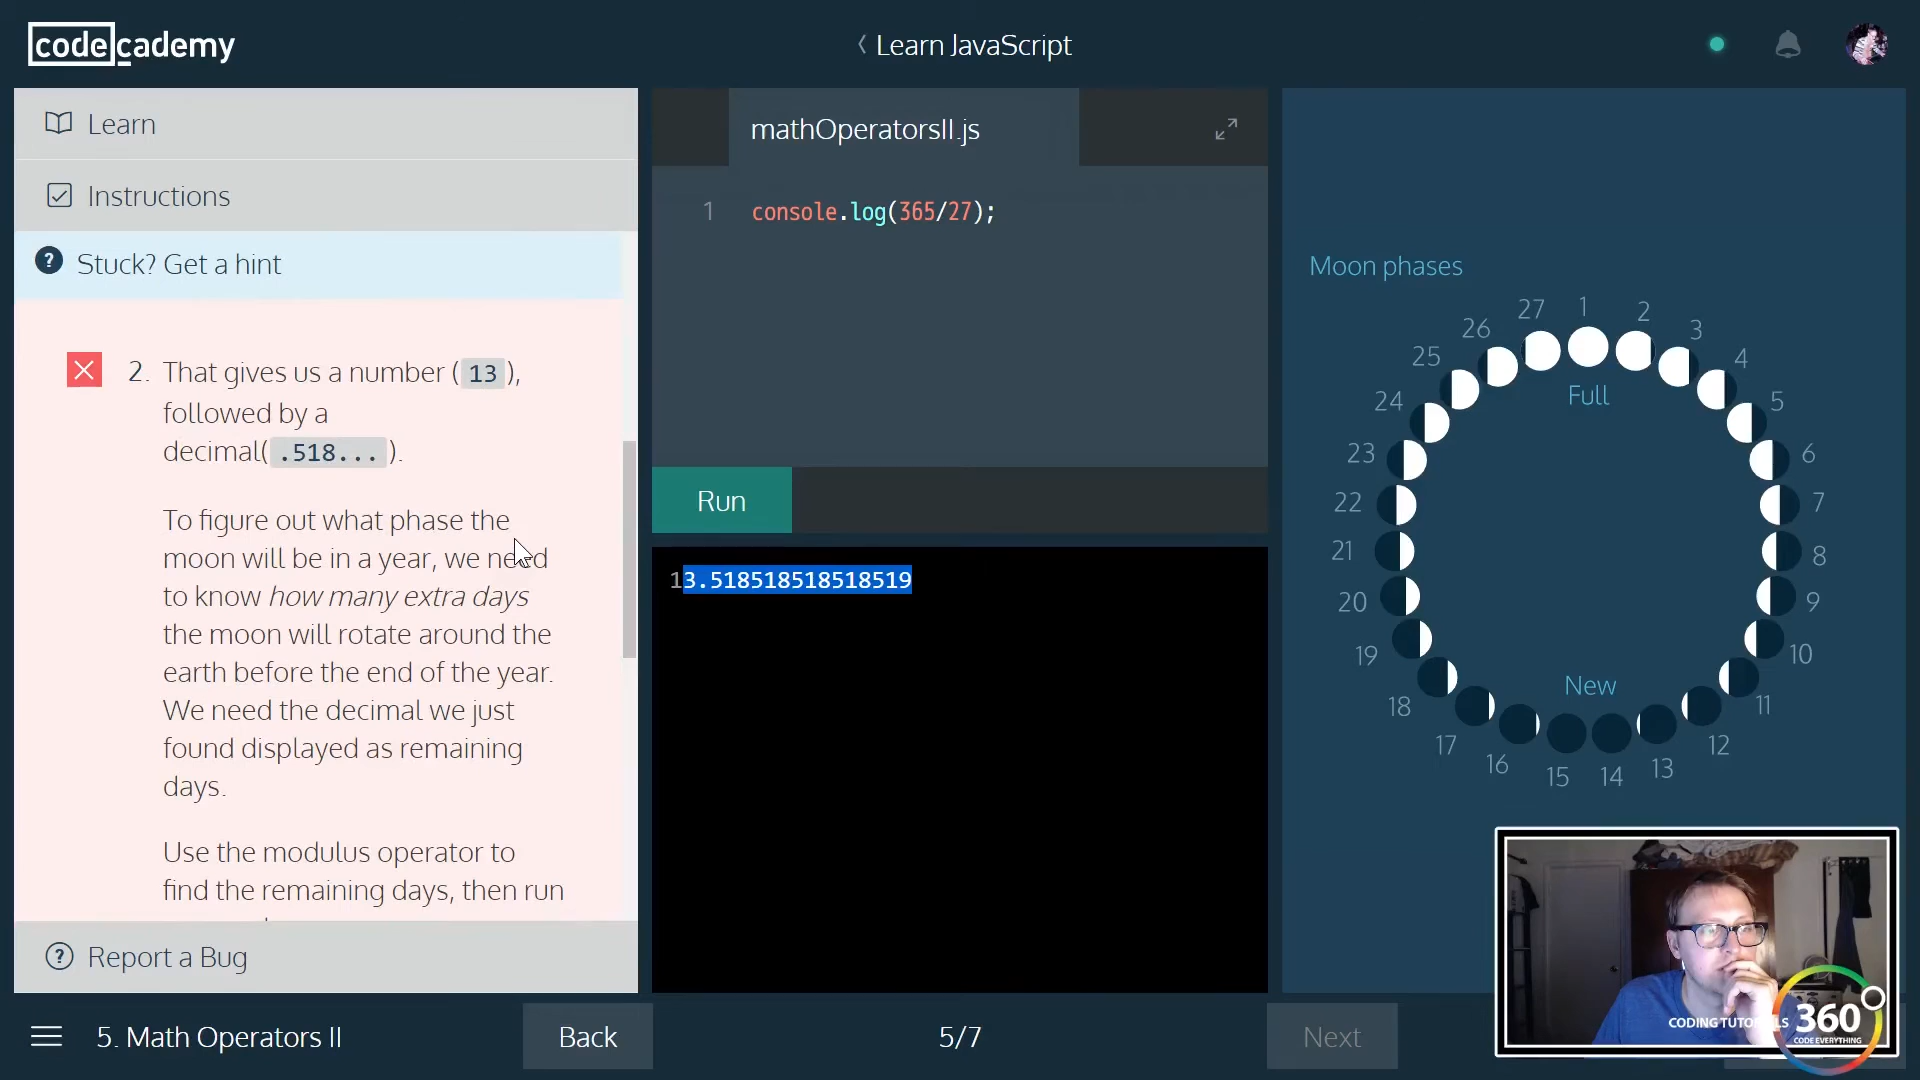 codecademy
Learn JavaScript
Learn
Instructions
Stuck? Get a hint
2. That gives us a number ( 13 ),
followed by a
decimal( .518... ).
To figure out what phase the
moon will be in a year, we need
to know how many extra days
the moon will rotate around the
earth before the end of the year.
We need the decimal we just
found displayed as remaining
days.
Use the modulus operator to
find the remaining days, then run
Report a Bug
mathOperatorsII.js
1 console.log(365/27);
Run
13.518518518518519
Moon phases
27 1 2
26 3
25 4
24 Full 5
23 6
22 7
21 8
20 9
19 10
New
18 11
17 12
16 15 14 13
CODING TUTORIALS 360
CODE EVERYTHING
5. Math Operators II
Back
5/7
Next